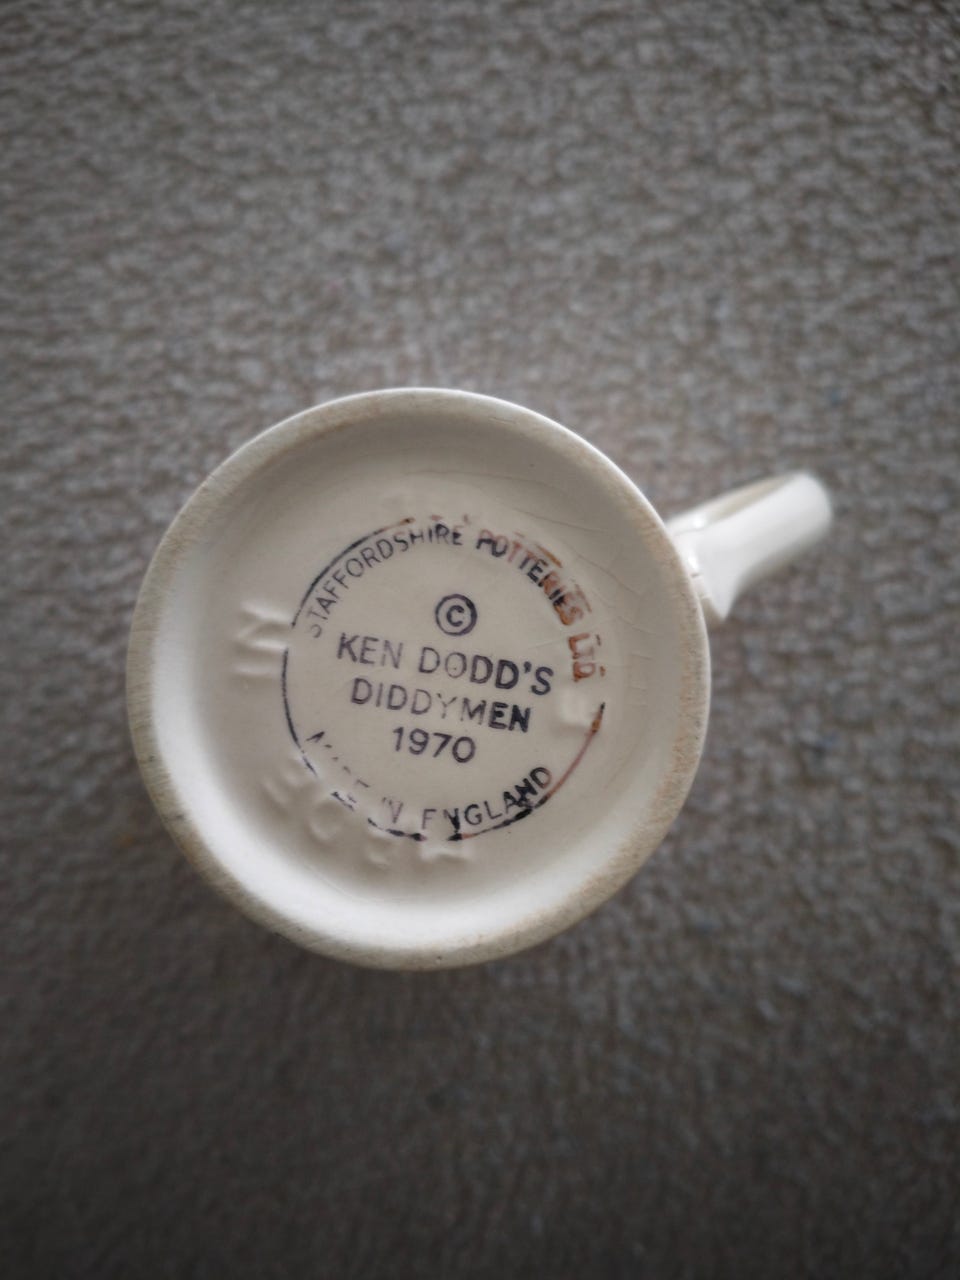 STAFFORDSHIRE POTTERIES LTD.
©
KEN DODD'S
DIDDYMEN
1970
MADE IN ENGLAND